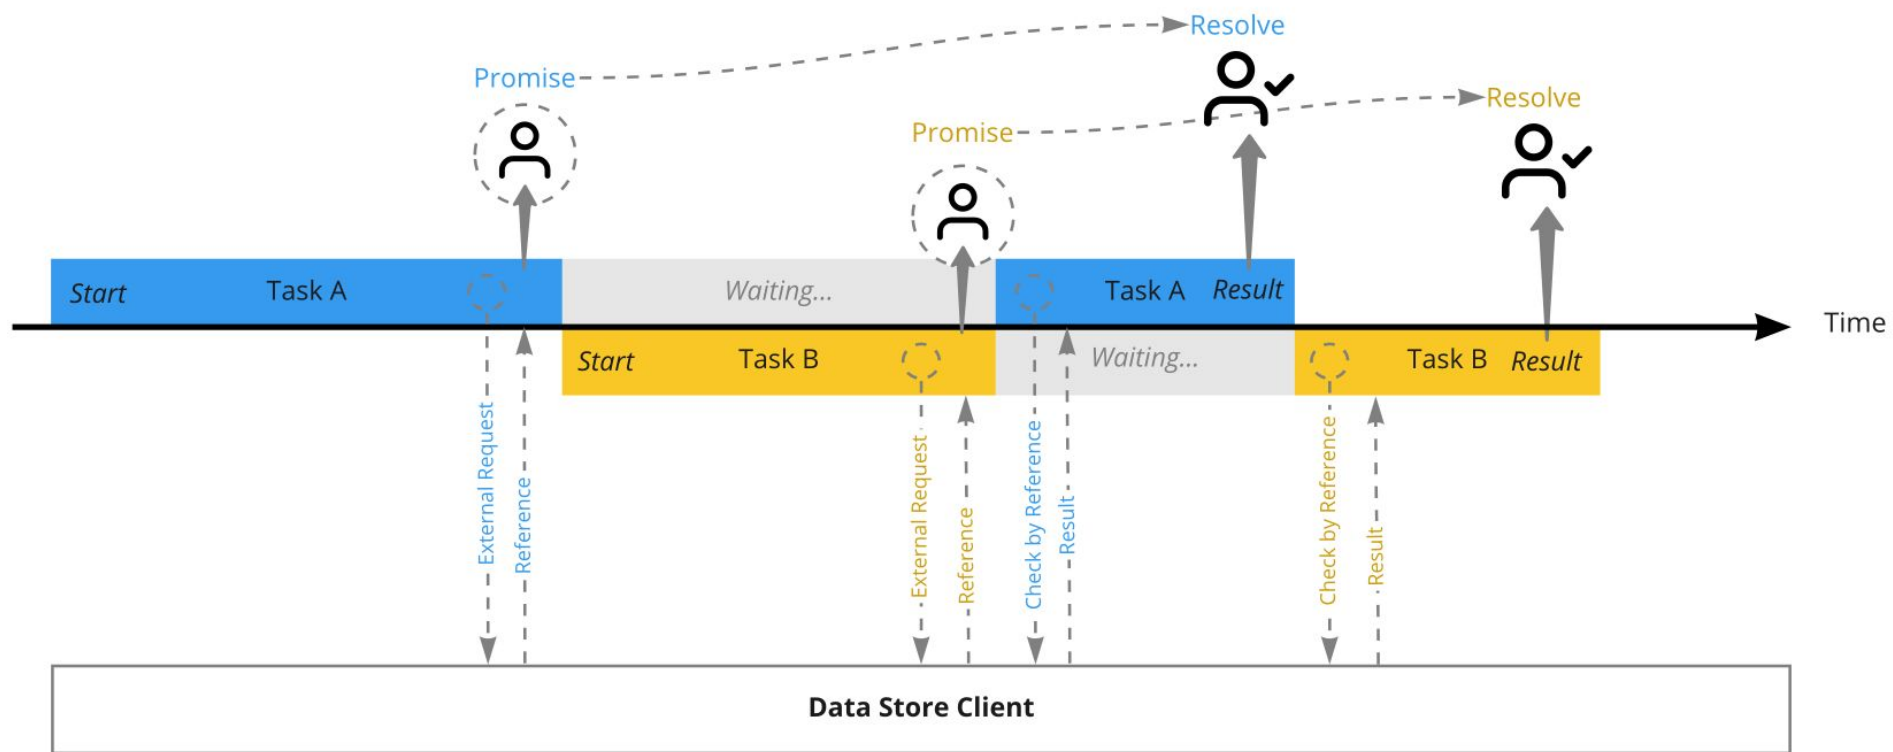 Resolve
Promise
Resolve
Promise
Start
Task A
Waiting...
Task A
Result
Time
Start
Task B
Waiting...
Task B
Result
External Request
Reference
External Request
Reference
Check by Reference
Result
Check by Reference
Result
Data Store Client